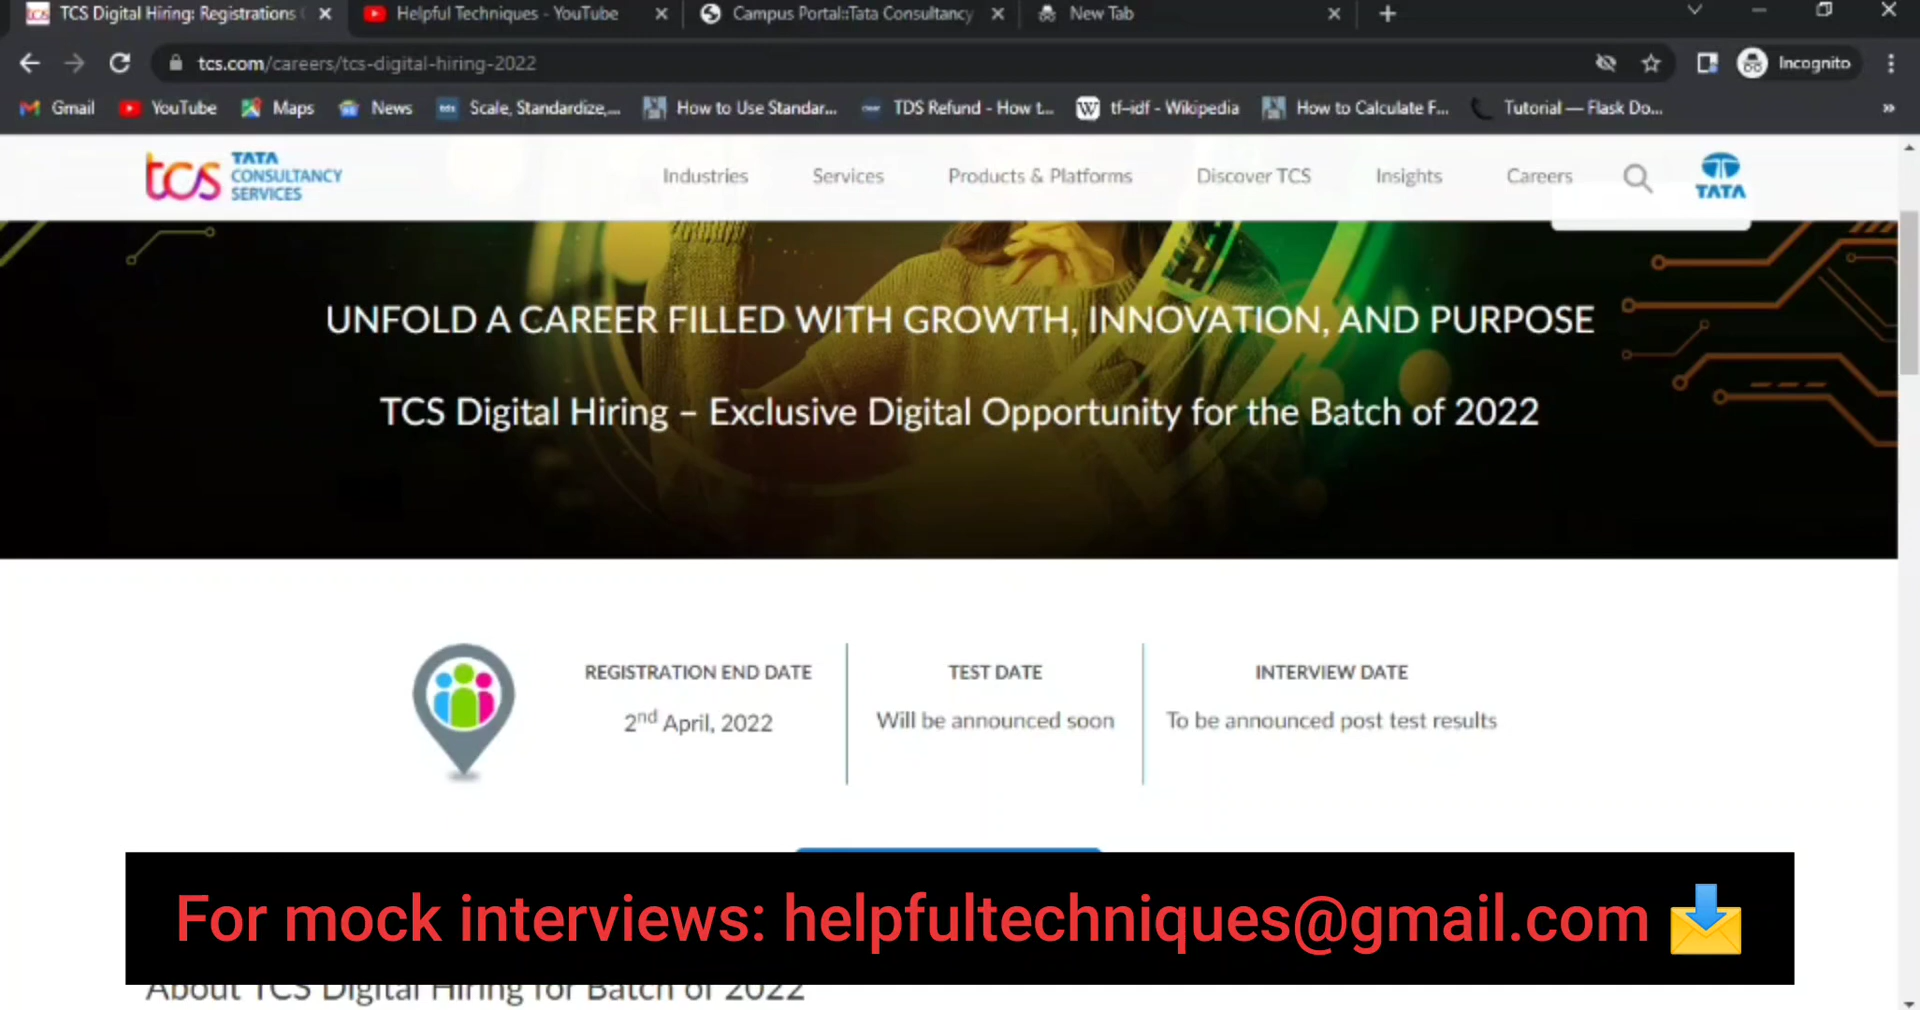 TCS Digital Hiring: Registrations
Helpful Techniques - YouTube
Campus Portal::Tata Consultancy
New Tab
tcs.com/careers/tcs-digital-hiring-2022
Incognito
Gmail
YouTube
Maps
News
Scale, Standardize,...
How to Use Standar...
TDS Refund - How t...
W tf–idf - Wikipedia
How to Calculate F...
Tutorial — Flask Do...
tcs TATA
CONSULTANCY
SERVICES
Industries
Services
Products & Platforms
Discover TCS
Insights
Careers
TATA
UNFOLD A CAREER FILLED WITH GROWTH, INNOVATION, AND PURPOSE
TCS Digital Hiring – Exclusive Digital Opportunity for the Batch of 2022
REGISTRATION END DATE
2nd April, 2022
TEST DATE
Will be announced soon
INTERVIEW DATE
To be announced post test results
For mock interviews: helpfultechniques@gmail.com
About TCS Digital Hiring for Batch of 2022